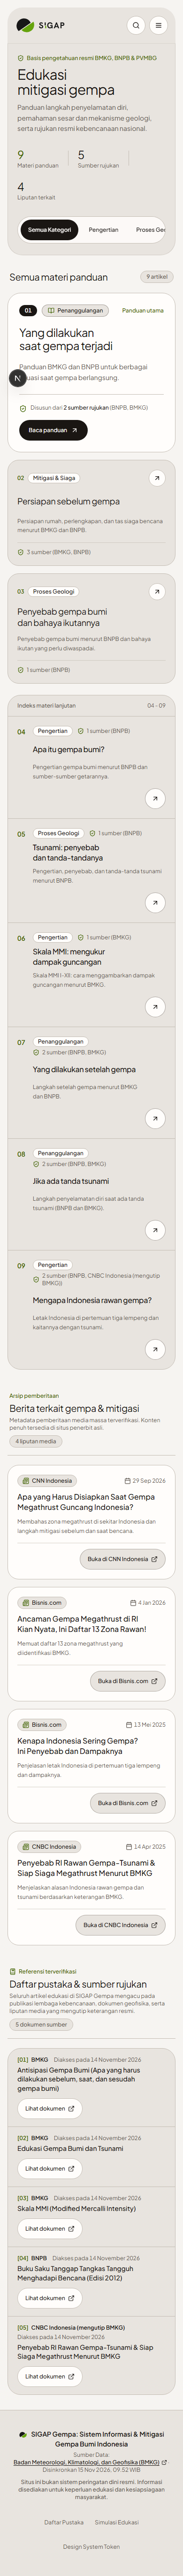 S!GAP
Basis pengetahuan resmi BMKG, BNPB & PVMBG
Edukasi
mitigasi gempa
Panduan langkah penyelamatan diri,
pemahaman dasar seismik dan mekanisme geologi,
serta rujukan resmi kebencanaan nasional.
9
Materi panduan
5
Sumber rujukan
4
Liputan terkait
Semua Kategori
Pengertian
Proses Geo
Semua materi panduan
9 artikel
01
Penanggulangan
Panduan utama
Yang dilakukan
saat gempa terjadi
Panduan BMKG dan BNPB untuk berbagai
situasi saat gempa berlangsung.
N
Disusun dari 2 sumber rujukan (BNPB, BMKG)
Baca panduan
02
Mitigasi & Siaga
Persiapan sebelum gempa
Persiapan rumah, perlengkapan, dan tas siaga bencana
menurut BMKG dan BNPB.
3 sumber (BMKG, BNPB)
03
Proses Geologi
Penyebab gempa bumi
dan bahaya ikutannya
Penyebab gempa bumi menurut BNPB dan bahaya
ikutan yang perlu diwaspadai.
1 sumber (BNPB)
Indeks materi lanjutan
04 - 09
04
Pengertian
1 sumber (BNPB)
Apa itu gempa bumi?
Pengertian gempa bumi menurut BNPB dan
sumber-sumber getarannya.
05
Proses Geologi
1 sumber (BNPB)
Tsunami: penyebab
dan tanda-tandanya
Pengertian, penyebab, dan tanda-tanda tsunami
menurut BNPB.
06
Pengertian
1 sumber (BMKG)
Skala MMI: mengukur
dampak guncangan
Skala MMI I-XII: cara menggambarkan dampak
guncangan menurut BMKG.
07
Penanggulangan
2 sumber (BNPB, BMKG)
Yang dilakukan setelah gempa
Langkah setelah gempa menurut BMKG
dan BNPB.
08
Penanggulangan
2 sumber (BNPB, BMKG)
Jika ada tanda tsunami
Langkah penyelamatan diri saat ada tanda
tsunami (BNPB dan BMKG).
09
Pengertian
2 sumber (BNPB, CNBC Indonesia (mengutip
BMKG))
Mengapa Indonesia rawan gempa?
Letak Indonesia di pertemuan tiga lempeng dan
kaitannya dengan tsunami.
Arsip pemberitaan
Berita terkait gempa & mitigasi
Metadata pemberitaan media massa terverifikasi. Konten
penuh tersedia di situs penerbit asli.
4 liputan media
CNN Indonesia
29 Sep 2026
Apa yang Harus Disiapkan Saat Gempa
Megathrust Guncang Indonesia?
Membahas zona megathrust di sekitar Indonesia dan
langkah mitigasi sebelum dan saat bencana.
Buka di CNN Indonesia
Bisnis.com
4 Jan 2026
Ancaman Gempa Megathrust di RI
Kian Nyata, Ini Daftar 13 Zona Rawan!
Memuat daftar 13 zona megathrust yang
diidentifikasi BMKG.
Buka di Bisnis.com
Bisnis.com
13 Mei 2025
Kenapa Indonesia Sering Gempa?
Ini Penyebab dan Dampaknya
Penjelasan letak Indonesia di pertemuan tiga lempeng
dan dampaknya.
Buka di Bisnis.com
CNBC Indonesia
14 Apr 2025
Penyebab RI Rawan Gempa-Tsunami &
Siap Siaga Megathrust Menurut BMKG
Menjelaskan alasan Indonesia rawan gempa dan
tsunami berdasarkan keterangan BMKG.
Buka di CNBC Indonesia
Referensi terverifikasi
Daftar pustaka & sumber rujukan
Seluruh artikel edukasi di SIGAP Gempa mengacu pada
publikasi lembaga kebencanaan, dokumen geofisika, serta
liputan media yang mengutip keterangan resmi.
5 dokumen sumber
[01] BMKG Diakses pada 14 November 2026
Antisipasi Gempa Bumi (Apa yang harus
dilakukan sebelum, saat, dan sesudah
gempa bumi)
Lihat dokumen
[02] BMKG Diakses pada 14 November 2026
Edukasi Gempa Bumi dan Tsunami
Lihat dokumen
[03] BMKG Diakses pada 14 November 2026
Skala MMI (Modified Mercalli Intensity)
Lihat dokumen
[04] BNPB Diakses pada 14 November 2026
Buku Saku Tanggap Tangkas Tangguh
Menghadapi Bencana (Edisi 2012)
Lihat dokumen
[05] CNBC Indonesia (mengutip BMKG)
Diakses pada 14 November 2026
Penyebab RI Rawan Gempa-Tsunami & Siap
Siaga Megathrust Menurut BMKG
Lihat dokumen
SIGAP Gempa: Sistem Informasi & Mitigasi
Gempa Bumi Indonesia
Sumber Data:
Badan Meteorologi, Klimatologi, dan Geofisika (BMKG) ·
Disinkronkan 15 Nov 2026, 09.52 WIB
Situs ini bukan sistem peringatan dini resmi. Informasi
disediakan untuk keperluan edukasi dan kesiapsiagaan
masyarakat.
Daftar Pustaka
Simulasi Edukasi
Design System Token